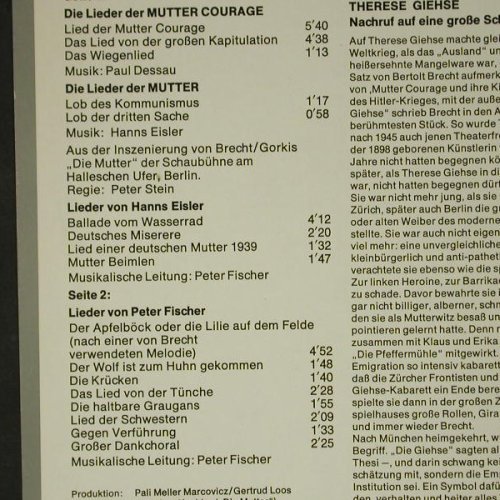 Die Lieder der MUTTER COURAGE
Lied der Mutter Courage 5'40
Das Lied von der großen Kapitulation 4'38
Das Wiegenlied 1'13
Musik: Paul Dessau
Die Lieder der MUTTER
Lob des Kommunismus 1'17
Lob der dritten Sache 0'58
Musik: Hanns Eisler
Aus der Inszenierung von Brecht/Gorkis
„Die Mutter" der Schaubühne am
Halleschen Ufer, Berlin.
Regie: Peter Stein
Lieder von Hanns Eisler
Ballade vom Wasserrad 4'12
Deutsches Miserere 2'20
Lied einer deutschen Mutter 1939 1'32
Mutter Beimlen 1'47
Musikalische Leitung: Peter Fischer
Seite 2:
Lieder von Peter Fischer
Der Apfelböck oder die Lilie auf dem Felde
(nach einer von Brecht
verwendeten Melodie) 4'52
Der Wolf ist zum Huhn gekommen 1'48
Die Krücken 1'40
Das Lied von der Tünche 2'28
Die haltbare Graugans 1'55
Lied der Schwestern 2'09
Gegen Verführung 1'33
Großer Dankchoral 2'25
Musikalische Leitung: Peter Fischer
Produktion: Pali Meller Marcovicz/Gertrud Loos
THERESE GIEHSE
Nachruf auf eine große Sc
Auf Therese Giehse machte glei
Weltkrieg, als das „Ausland" un
heißersehnte Mangelware war,
Satz von Bertolt Brecht aufmerk
von ‚Mutter Courage und ihre Ki
des Hitler-Krieges, mit der auße
Giehse" schrieb Brecht in den A
berühmtesten Stück. So wurde T
nach 1945 auch jenen Theaterfre
der 1898 geborenen Künstlerin
Jahre nicht hatten begegnen kö
später, als Therese Giehse in di
war, nicht hatten begegnen dürf
Sie war nicht mehr jung, als sie
Zürich, später auch Berlin die gr
oder alten Weiber des moderne
stellte. Sie war auch nicht eigen
viel mehr: eine unvergleichliche
kleinbürgerlich und anti-pathet
verachtete sie ebenso wie die sp
Zur linken Heroine, zur Barrikad
zu schade. Davor bewahrte sie i
gar nicht billiger, alberner, schn
den sie als Mutterwitz besaß un
pointieren gelernt hatte. Denn
zusammen mit Klaus und Erika
„Die Pfeffermühle" mitgewirkt.
Emigration so intensiv kabarett
daß die Zürcher Frontisten und
Giehse-Kabarett ein Ende berei
spielte sie dann in der großen Z
spielhauses große Rollen, Gira
und immer wieder Brecht.
Nach München heimgekehrt, w
Begriff. „Die Giehse" sagten al
Thesi –, und darin schwang kei
schätzung mit, sondern die Em
Institution sei. Ein Symbol dafü